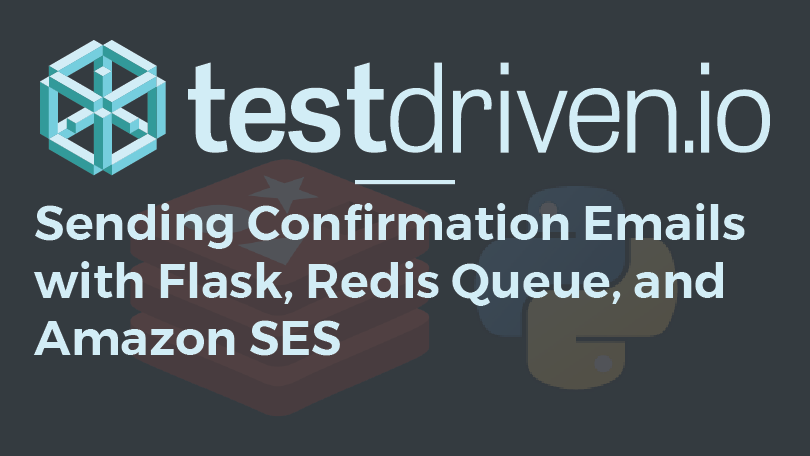 testdriven.io
Sending Confirmation Emails
with Flask, Redis Queue, and
Amazon SES